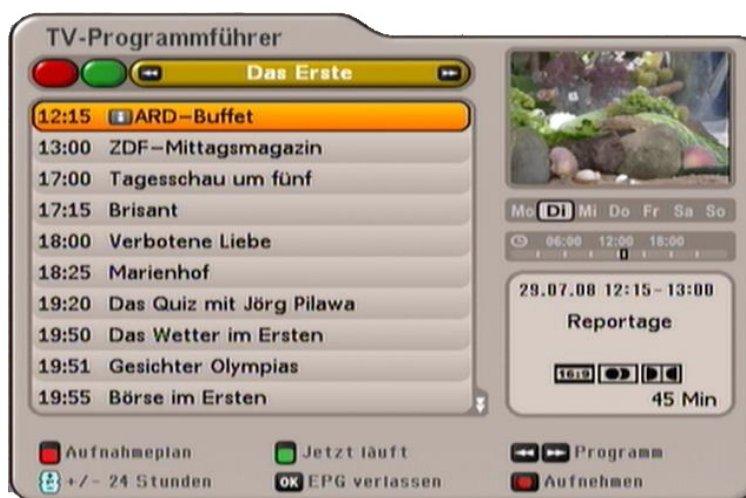 TV-Programmführer
Das Erste
12:15 ARD-Buffet
13:00 ZDF-Mittagsmagazin
17:00 Tagesschau um fünf
17:15 Brisant
18:00 Verbotene Liebe
18:25 Marienhof
19:20 Das Quiz mit Jörg Pilawa
19:50 Das Wetter im Ersten
19:51 Gesichter Olympias
19:55 Börse im Ersten
Mo Di Mi Do Fr Sa So
06:00 12:00 18:00
29.07.08 12:15-13:00
Reportage
16:9
45 Min
Aufnahmeplan
Jetzt läuft
Programm
+/- 24 Stunden
OK EPG verlassen
Aufnehmen